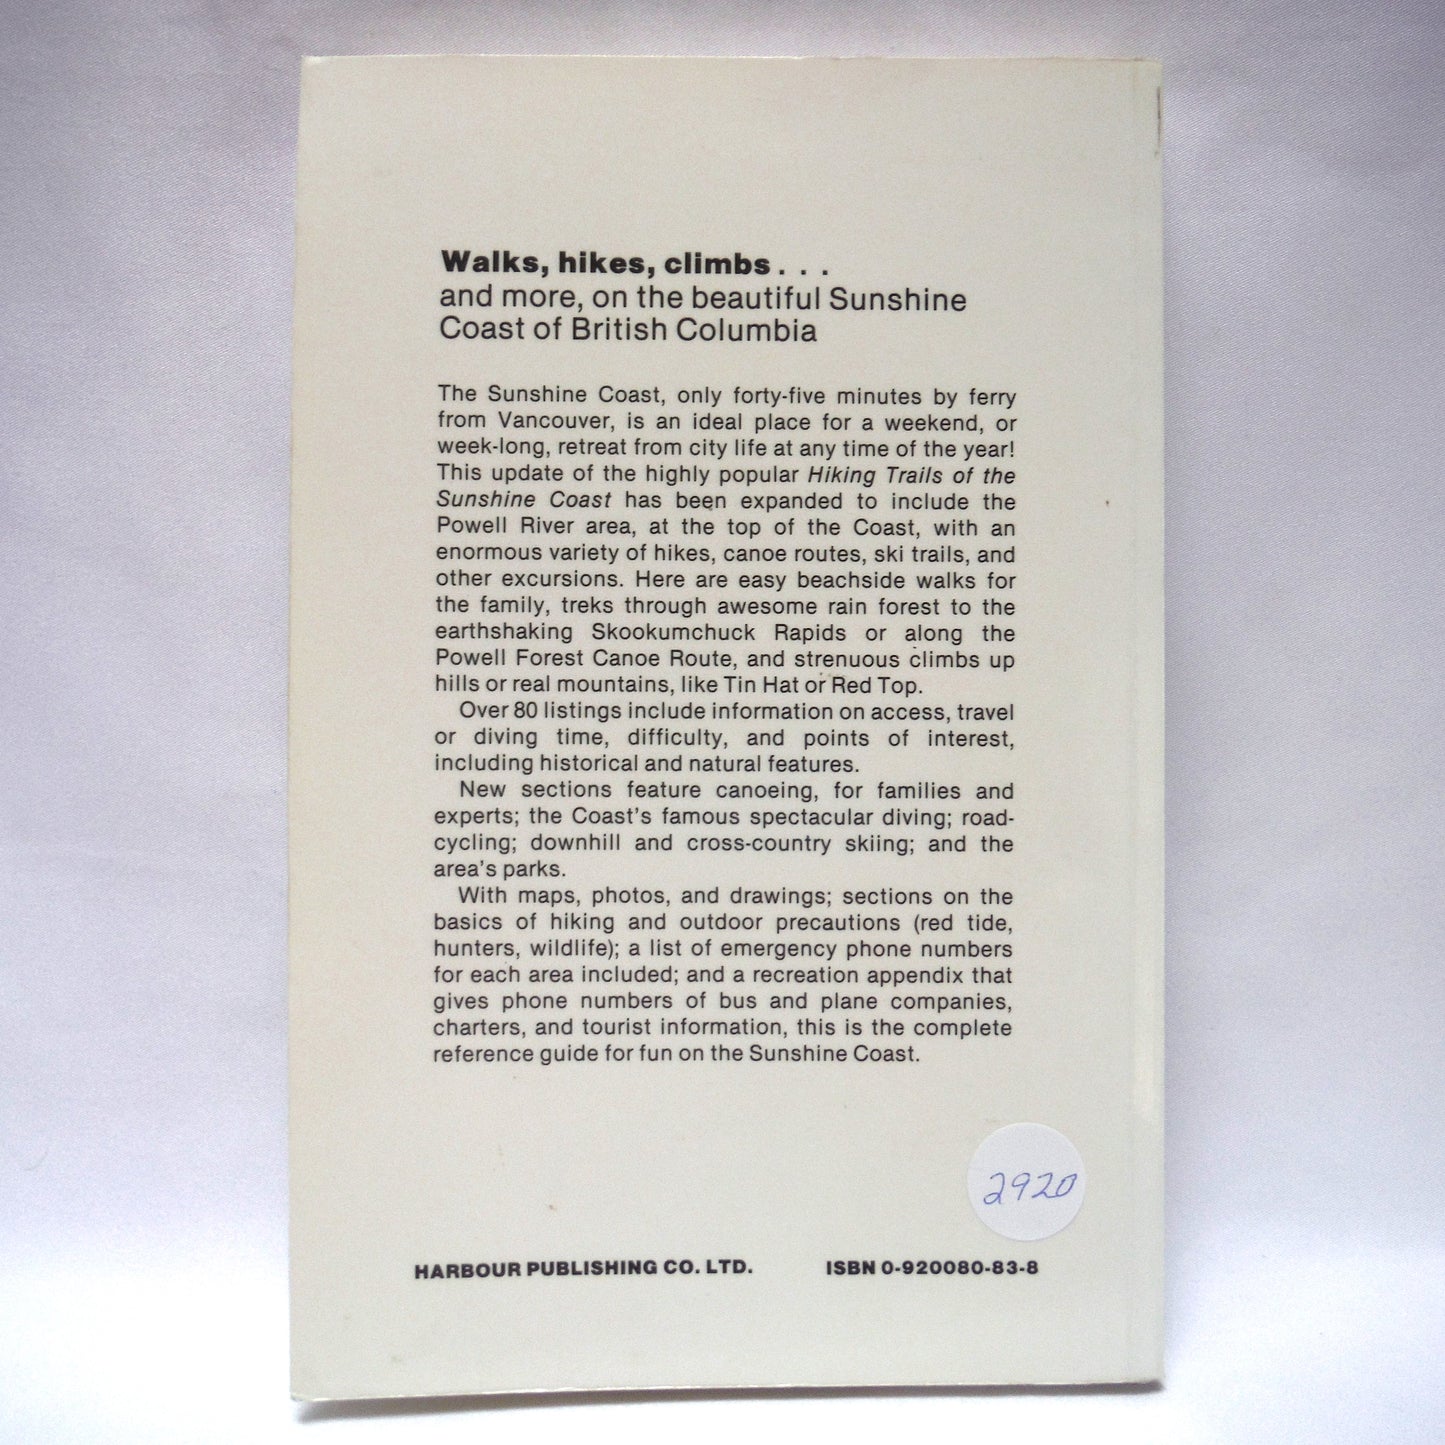 Walks, hikes, climbs . . .
and more, on the beautiful Sunshine
Coast of British Columbia
The Sunshine Coast, only forty-five minutes by ferry
from Vancouver, is an ideal place for a weekend, or
week-long, retreat from city life at any time of the year!
This update of the highly popular Hiking Trails of the
Sunshine Coast has been expanded to include the
Powell River area, at the top of the Coast, with an
enormous variety of hikes, canoe routes, ski trails, and
other excursions. Here are easy beachside walks for
the family, treks through awesome rain forest to the
earthshaking Skookumchuck Rapids or along the
Powell Forest Canoe Route, and strenuous climbs up
hills or real mountains, like Tin Hat or Red Top.
Over 80 listings include information on access, travel
or diving time, difficulty, and points of interest,
including historical and natural features.
New sections feature canoeing, for families and
experts; the Coast's famous spectacular diving; road-
cycling; downhill and cross-country skiing; and the
area's parks.
With maps, photos, and drawings; sections on the
basics of hiking and outdoor precautions (red tide,
hunters, wildlife); a list of emergency phone numbers
for each area included; and a recreation appendix that
gives phone numbers of bus and plane companies,
charters, and tourist information, this is the complete
reference guide for fun on the Sunshine Coast.
2920
HARBOUR PUBLISHING CO. LTD. ISBN 0-920080-83-8